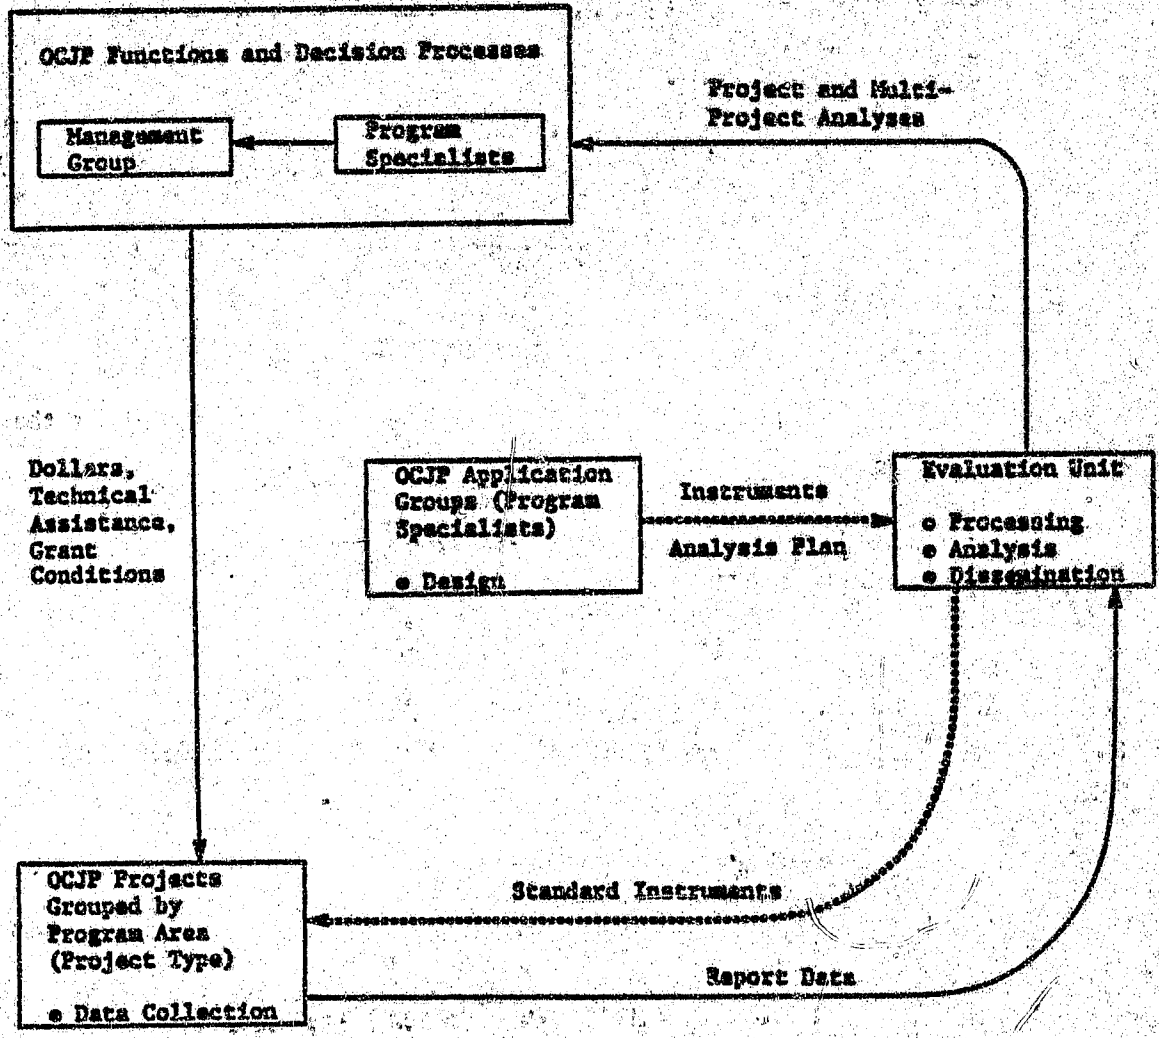 OCJP Functions and Decision Processes
Management
Group
Program
Specialists
Project and Multi-
Project Analyses
Dollars,
Technical
Assistance,
Grant
Conditions
OCJP Application
Groups (Program
Specialists)
● Design
Instruments
Analysis Plan
Evaluation Unit
● Processing
● Analysis
● Dissemination
OCJP Projects
Grouped by
Program Area
(Project Type)
● Data Collection
Standard Instruments
Report Data